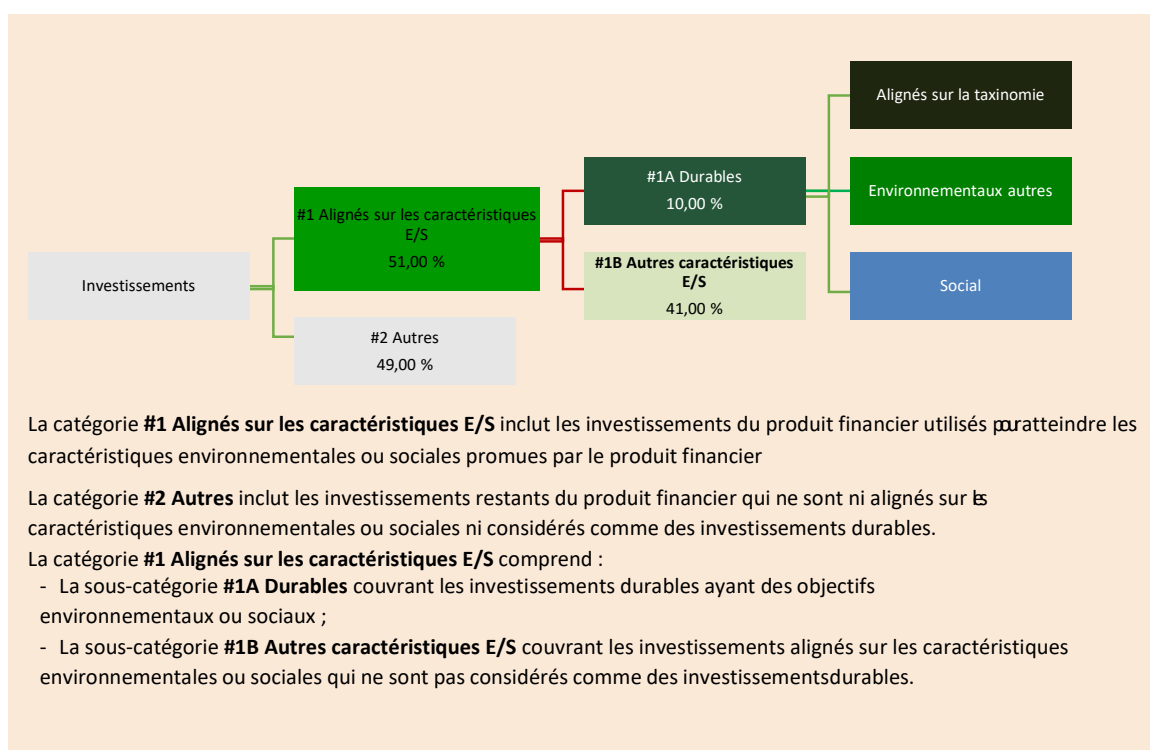 Alignés sur la taxinomie
#1A Durables
10,00 %
Environnementaux autres
#1 Alignés sur les caractéristiques
E/S
51,00 %
#1B Autres caractéristiques
E/S
41,00 %
Investissements
Social
#2 Autres
49,00 %
La catégorie #1 Alignés sur les caractéristiques E/S inclut les investissements du produit financier utilisés pouratteindre les
caractéristiques environnementales ou sociales promues par le produit financier
La catégorie #2 Autres inclut les investissements restants du produit financier qui ne sont ni alignés sur les
caractéristiques environnementales ou sociales ni considérés comme des investissements durables.
La catégorie #1 Alignés sur les caractéristiques E/S comprend :
- La sous-catégorie #1A Durables couvrant les investissements durables ayant des objectifs
environnementaux ou sociaux ;
- La sous-catégorie #1B Autres caractéristiques E/S couvrant les investissements alignés sur les caractéristiques
environnementales ou sociales qui ne sont pas considérés comme des investissementsdurables.